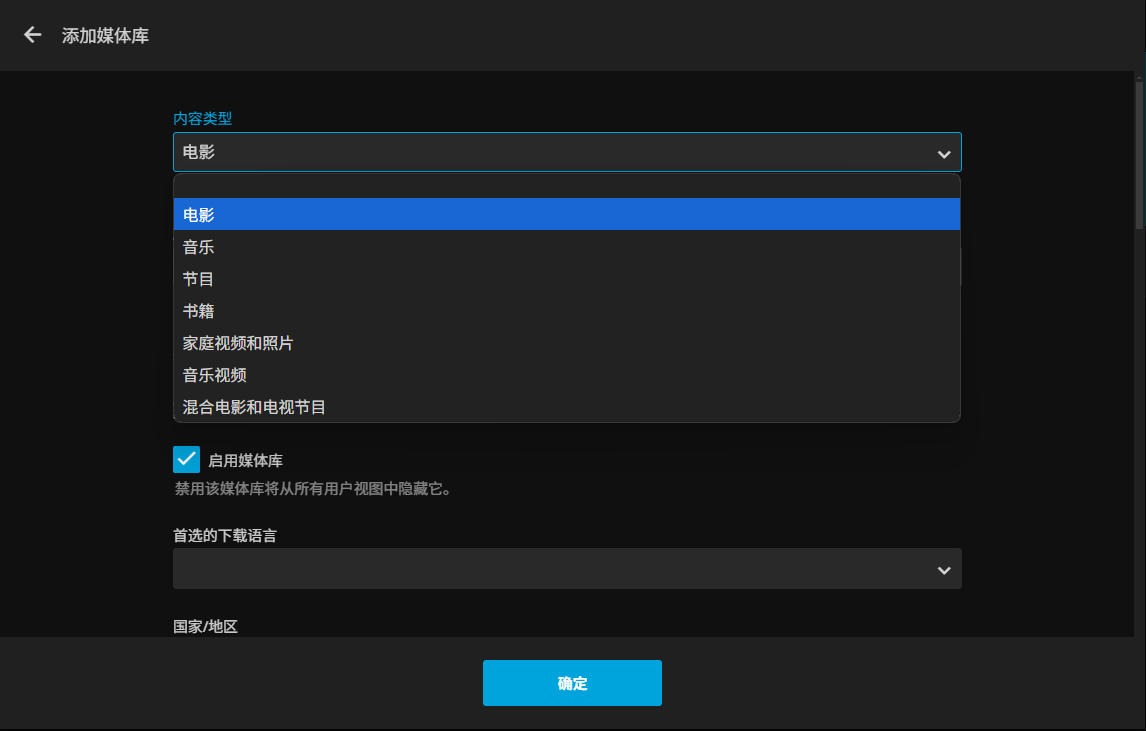 添加媒体库
内容类型
电影
电影
音乐
节目
书籍
家庭视频和照片
音乐视频
混合电影和电视节目
启用媒体库
禁用该媒体库将从所有用户视图中隐藏它。
首选的下载语言
国家/地区
确定